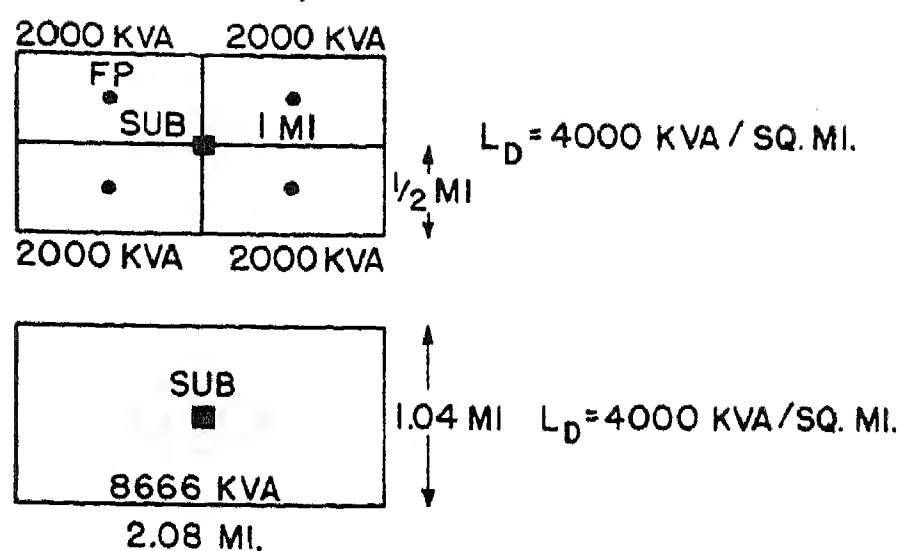 2000 KVA 2000 KVA
FP
SUB 1 MI L_D = 4000 KVA / SQ. MI.
1/2 MI
2000 KVA 2000 KVA
SUB
1.04 MI L_D = 4000 KVA/SQ. MI.
8666 KVA
2.08 MI.